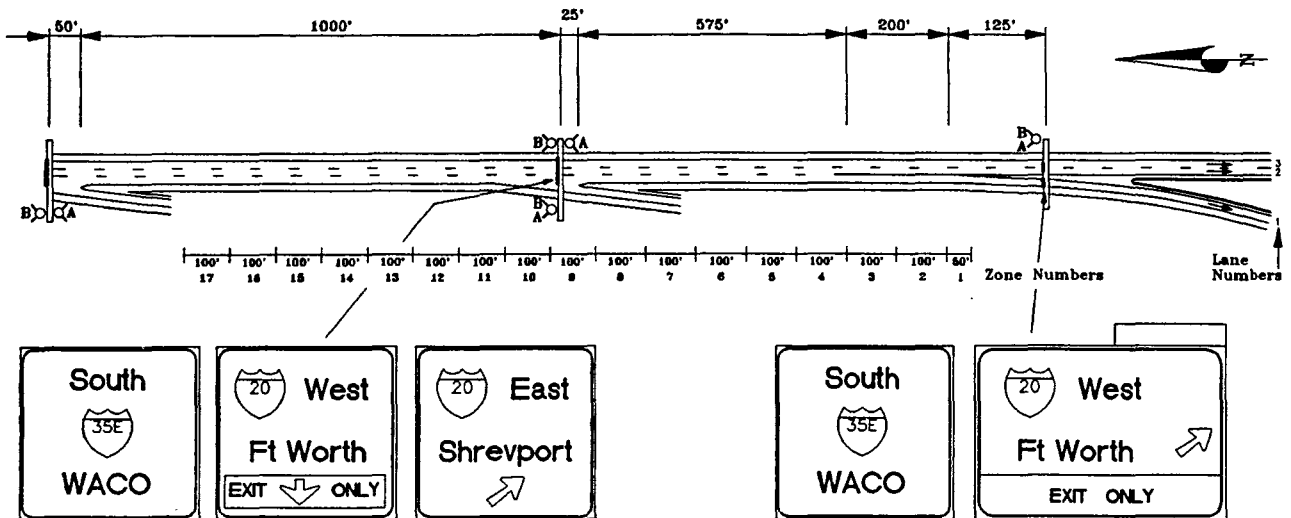 50' 1000' 25' 575' 200' 125'
N
B A
B A
B A
B A
B A
3
2
1
100' 100' 100' 100' 100' 100' 100' 100' 100' 100' 100' 100' 100' 100' 100' 100' 50'
17 16 15 14 13 12 11 10 9 8 7 6 5 4 3 2 1
Zone Numbers
Lane
Numbers
South
35E
WACO
20 West
Ft Worth
EXIT ONLY
20 East
Shrevport
South
35E
WACO
20 West
Ft Worth
EXIT ONLY